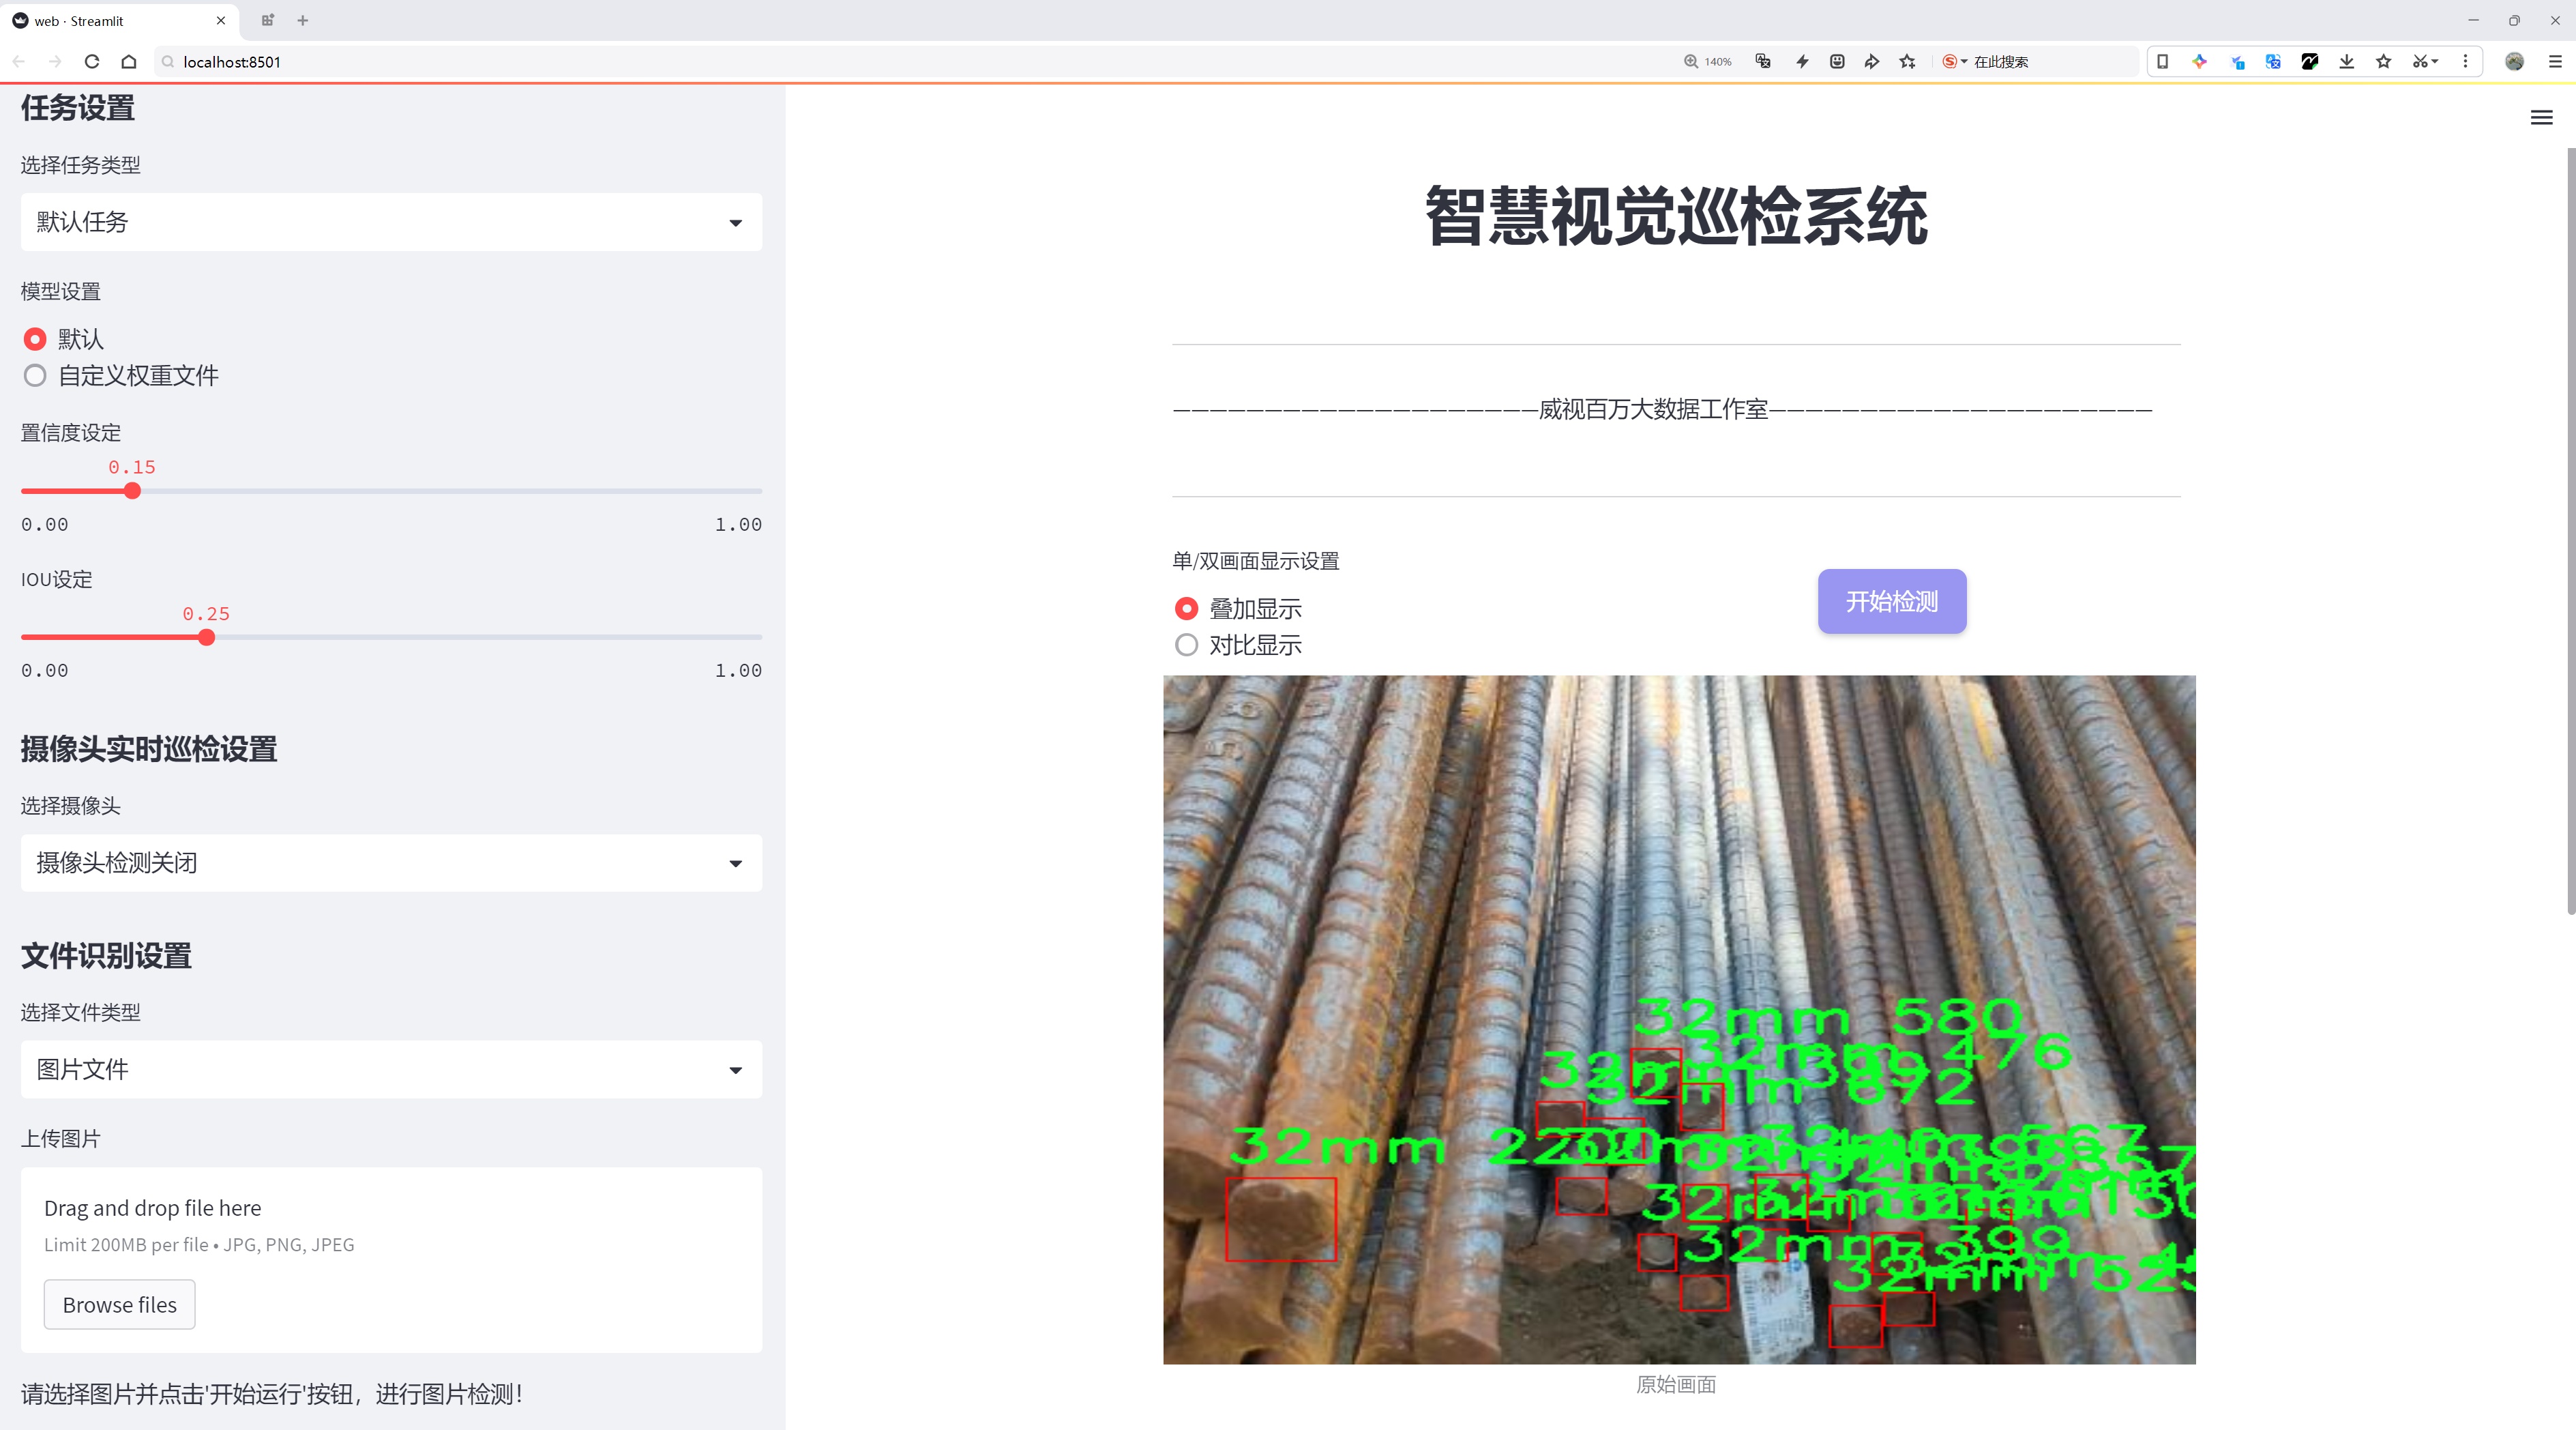 web · Streamlit
localhost:8501
140%
在此搜索
任务设置
选择任务类型
默认任务
模型设置
默认
自定义权重文件
置信度设定
0.15
0.00 1.00
IOU设定
0.25
0.00 1.00
摄像头实时巡检设置
选择摄像头
摄像头检测关闭
文件识别设置
选择文件类型
图片文件
上传图片
Drag and drop file here
Limit 200MB per file • JPG, PNG, JPEG
Browse files
请选择图片并点击'开始运行'按钮，进行图片检测！
智慧视觉巡检系统
————————————————————威视百万大数据工作室—————————————————————
单/双画面显示设置
叠加显示
对比显示
开始检测
32mm 580
32mm 476
32mm 892
32mm
32mm 399
32mm
原始画面